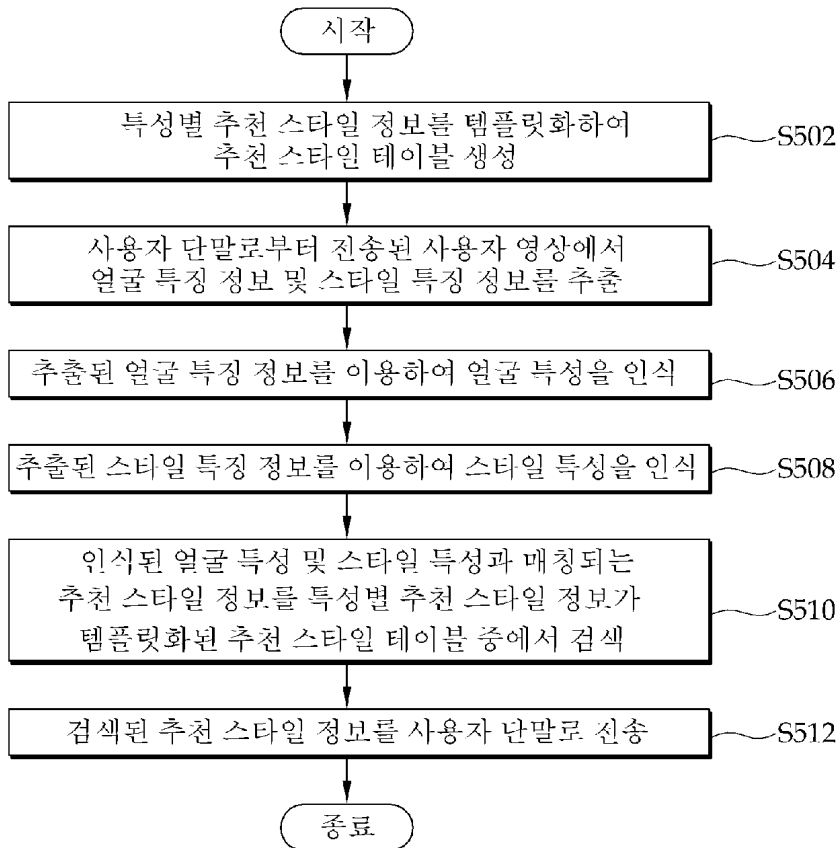 시작
특성별 추천 스타일 정보를 템플릿화하여
추천 스타일 테이블 생성
S502
사용자 단말로부터 전송된 사용자 영상에서
얼굴 특징 정보 및 스타일 특징 정보를 추출
S504
추출된 얼굴 특징 정보를 이용하여 얼굴 특성을 인식
S506
추출된 스타일 특징 정보를 이용하여 스타일 특성을 인식
S508
인식된 얼굴 특성 및 스타일 특성과 매칭되는
추천 스타일 정보를 특성별 추천 스타일 정보가
템플릿화된 추천 스타일 테이블 중에서 검색
S510
검색된 추천 스타일 정보를 사용자 단말로 전송
S512
종료